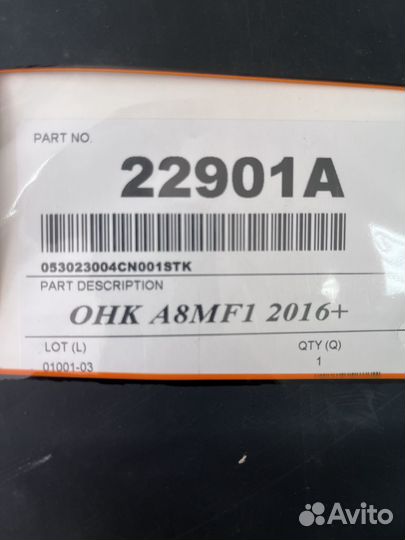 PART NO.
22901A
053023004CN001STK
PART DESCRIPTION
OHK A8MF1 2016+
LOT (L)
QTY (Q)
01001-03
1
Avito